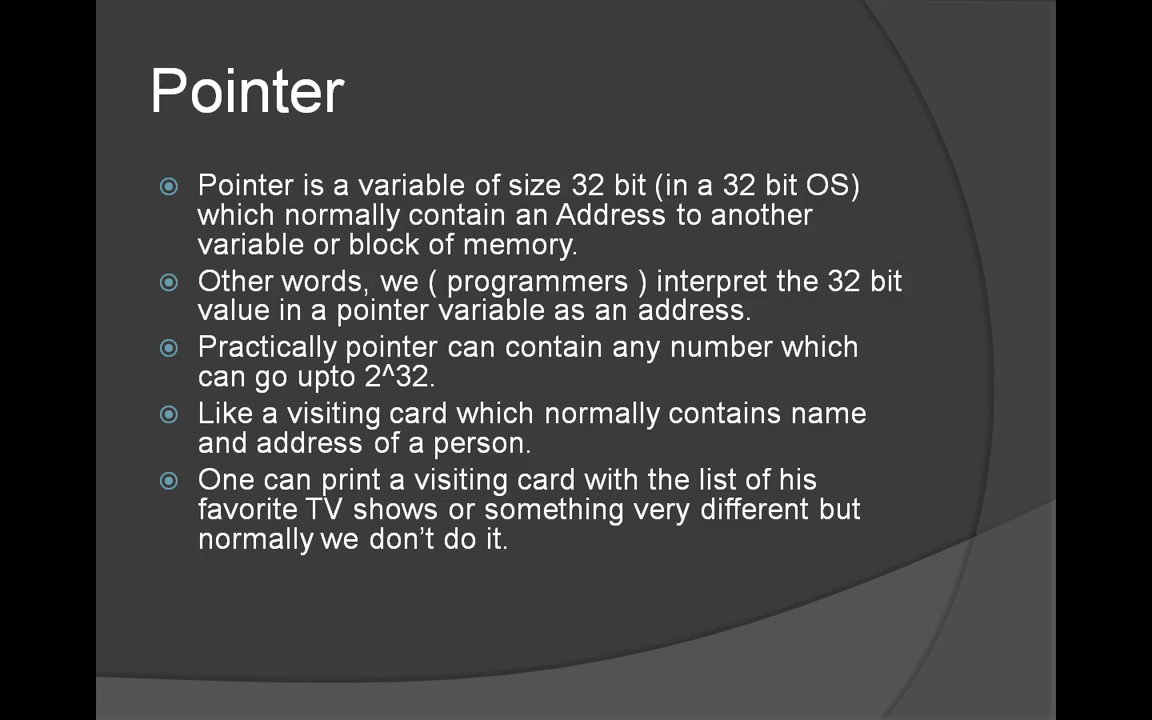 Pointer
Pointer is a variable of size 32 bit (in a 32 bit OS)
which normally contain an Address to another
variable or block of memory.
Other words, we ( programmers ) interpret the 32 bit
value in a pointer variable as an address.
Practically pointer can contain any number which
can go upto 2^32.
Like a visiting card which normally contains name
and address of a person.
One can print a visiting card with the list of his
favorite TV shows or something very different but
normally we don’t do it.